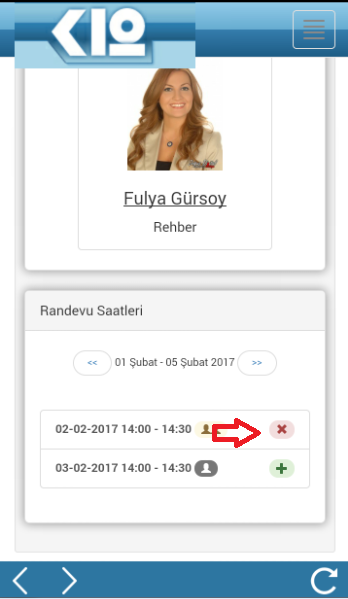 K12
Fulya Gürsoy
Rehber
Randevu Saatleri
<< 01 Şubat - 05 Şubat 2017 >>
02-02-2017 14:00 - 14:30
03-02-2017 14:00 - 14:30